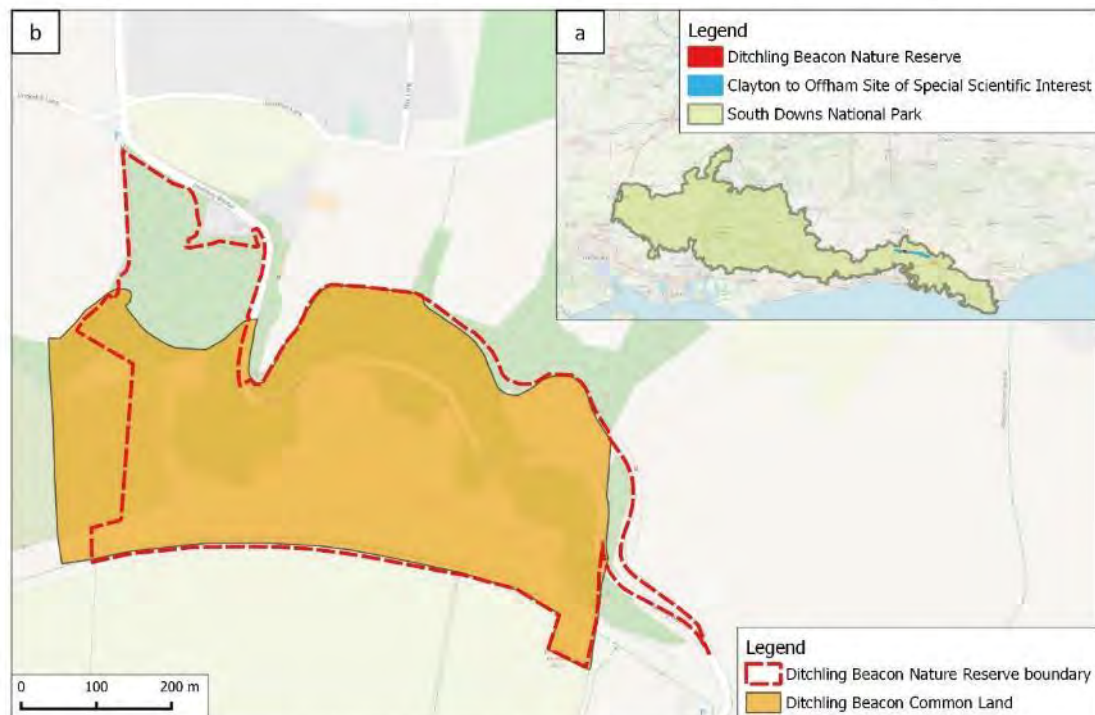 b
a
Legend
Ditchling Beacon Nature Reserve
Clayton to Offham Site of Special Scientific Interest
South Downs National Park
0 100 200 m
Legend
Ditchling Beacon Nature Reserve boundary
Ditchling Beacon Common Land